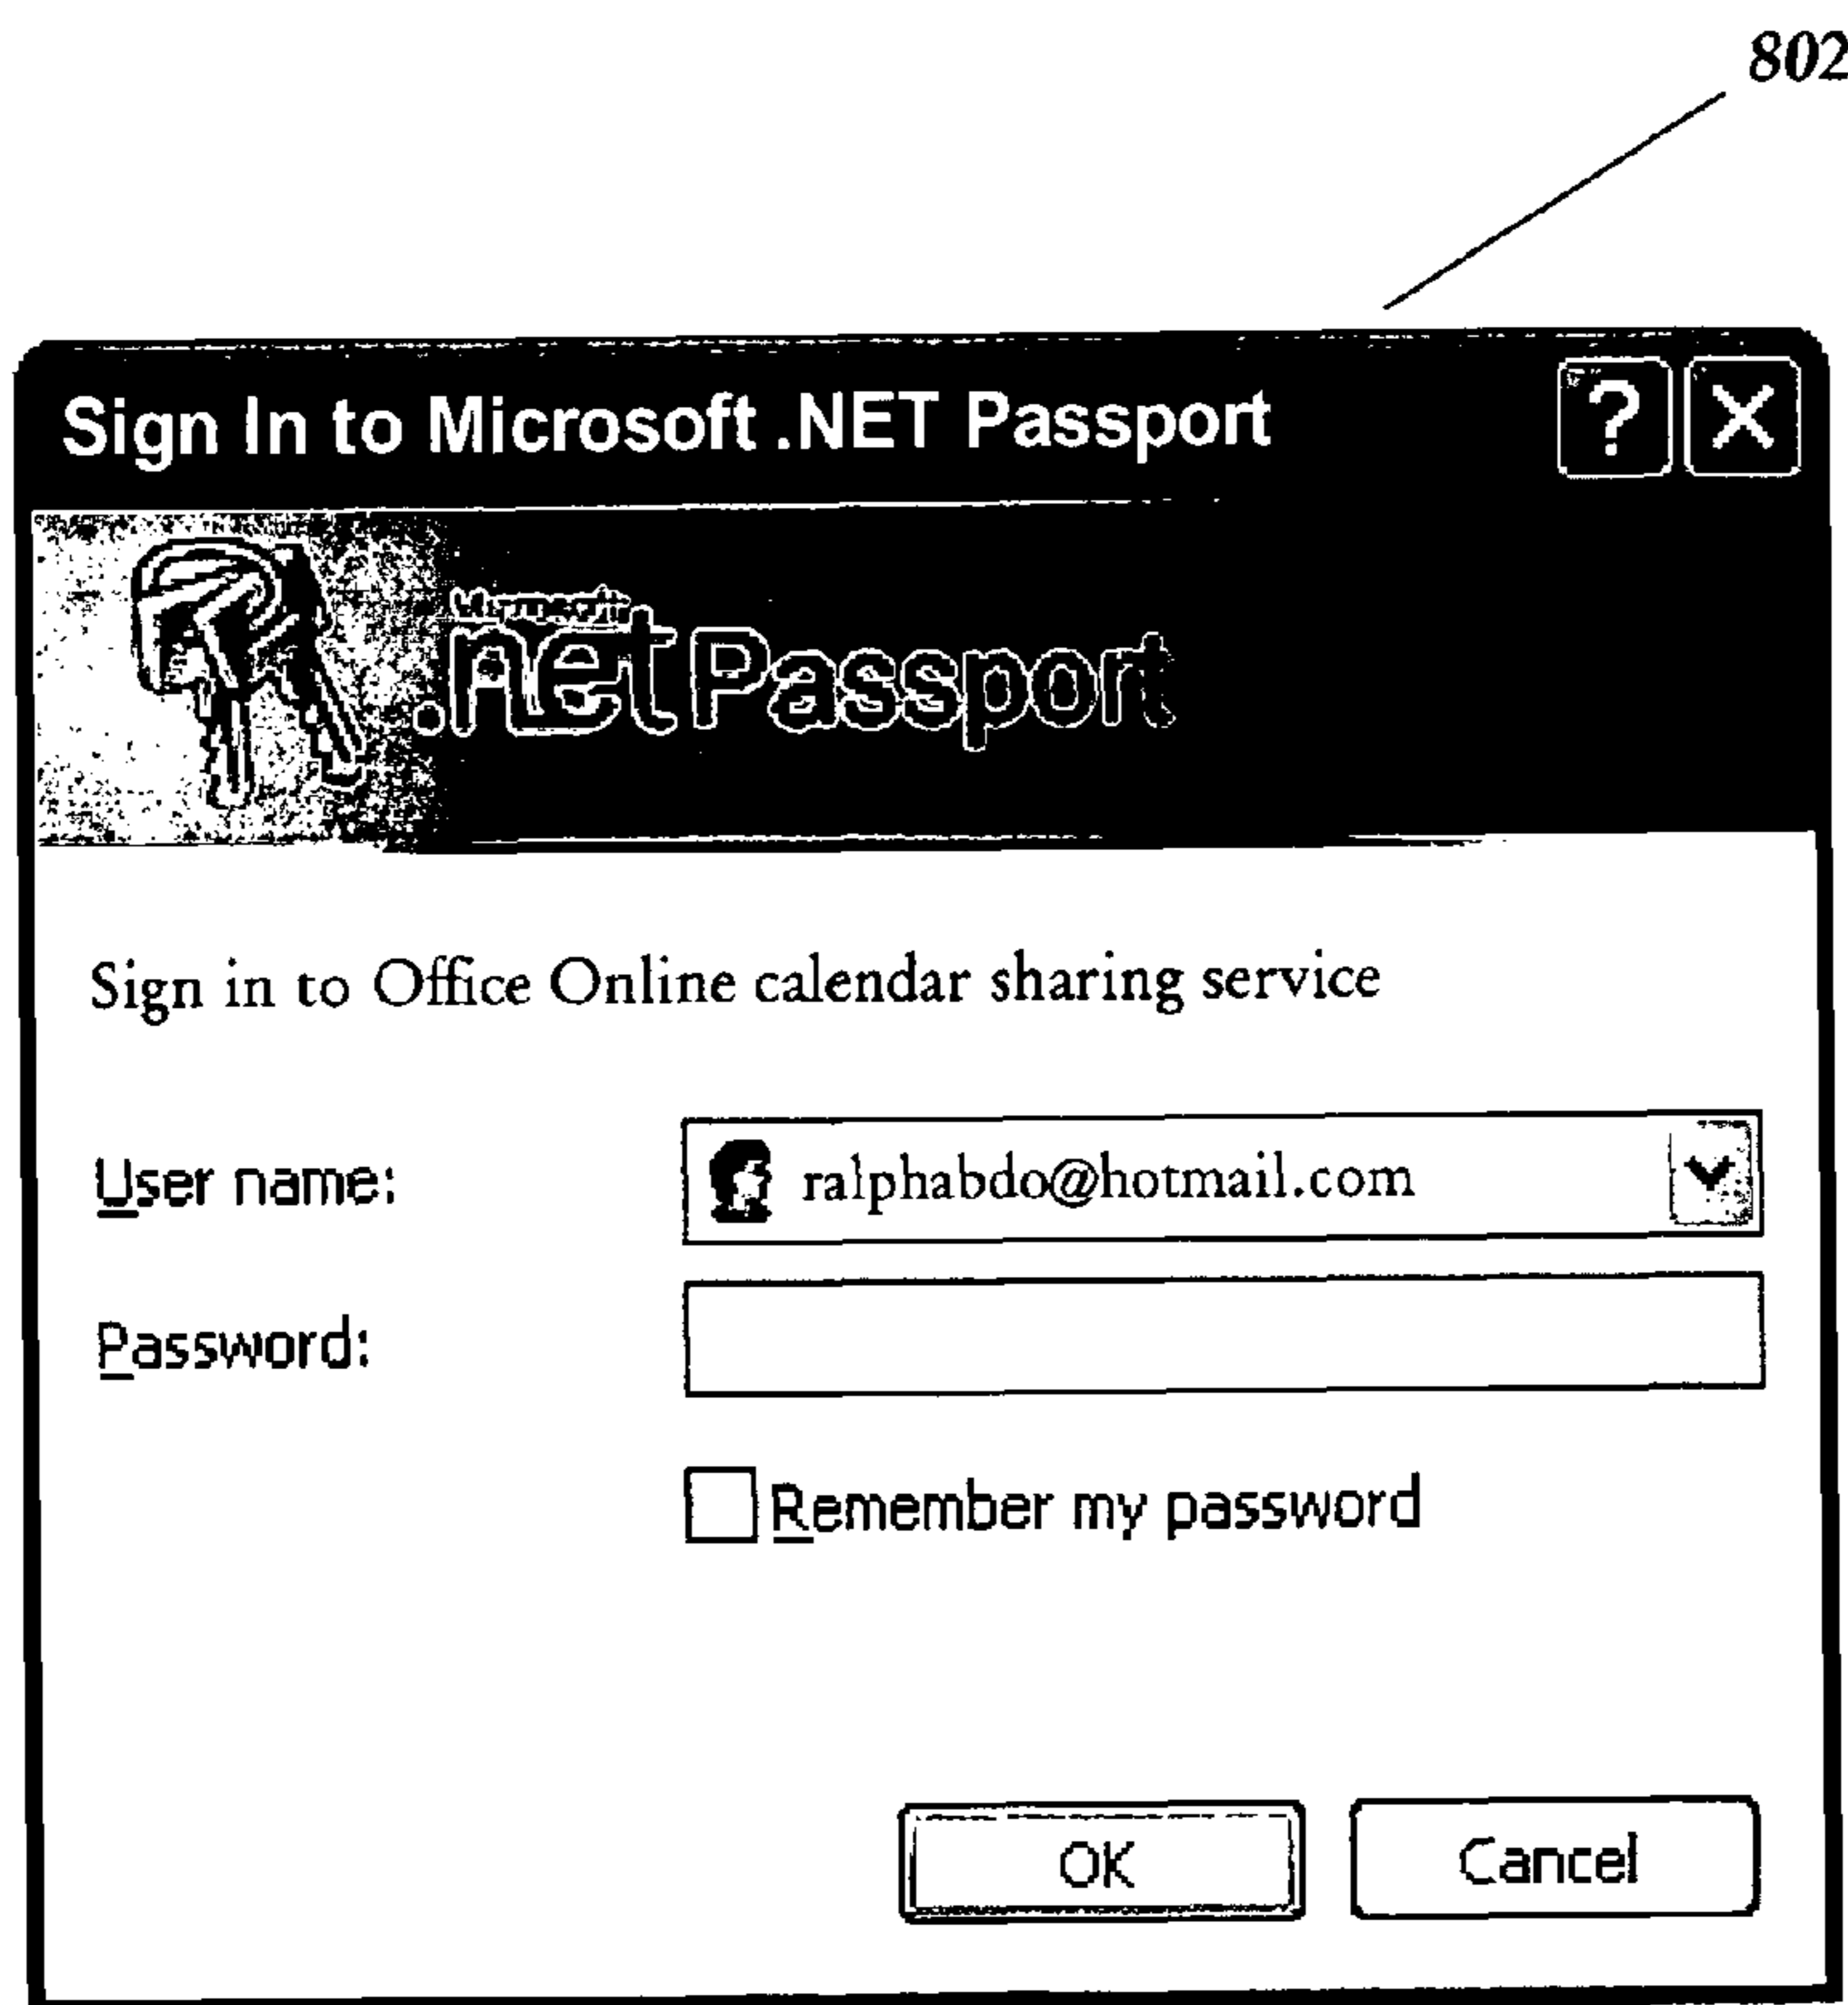 802
Sign In to Microsoft .NET Passport
?
.net Passport
Sign in to Office Online calendar sharing service
User name:
ralphabdo@hotmail.com
Password:
Remember my password
OK
Cancel